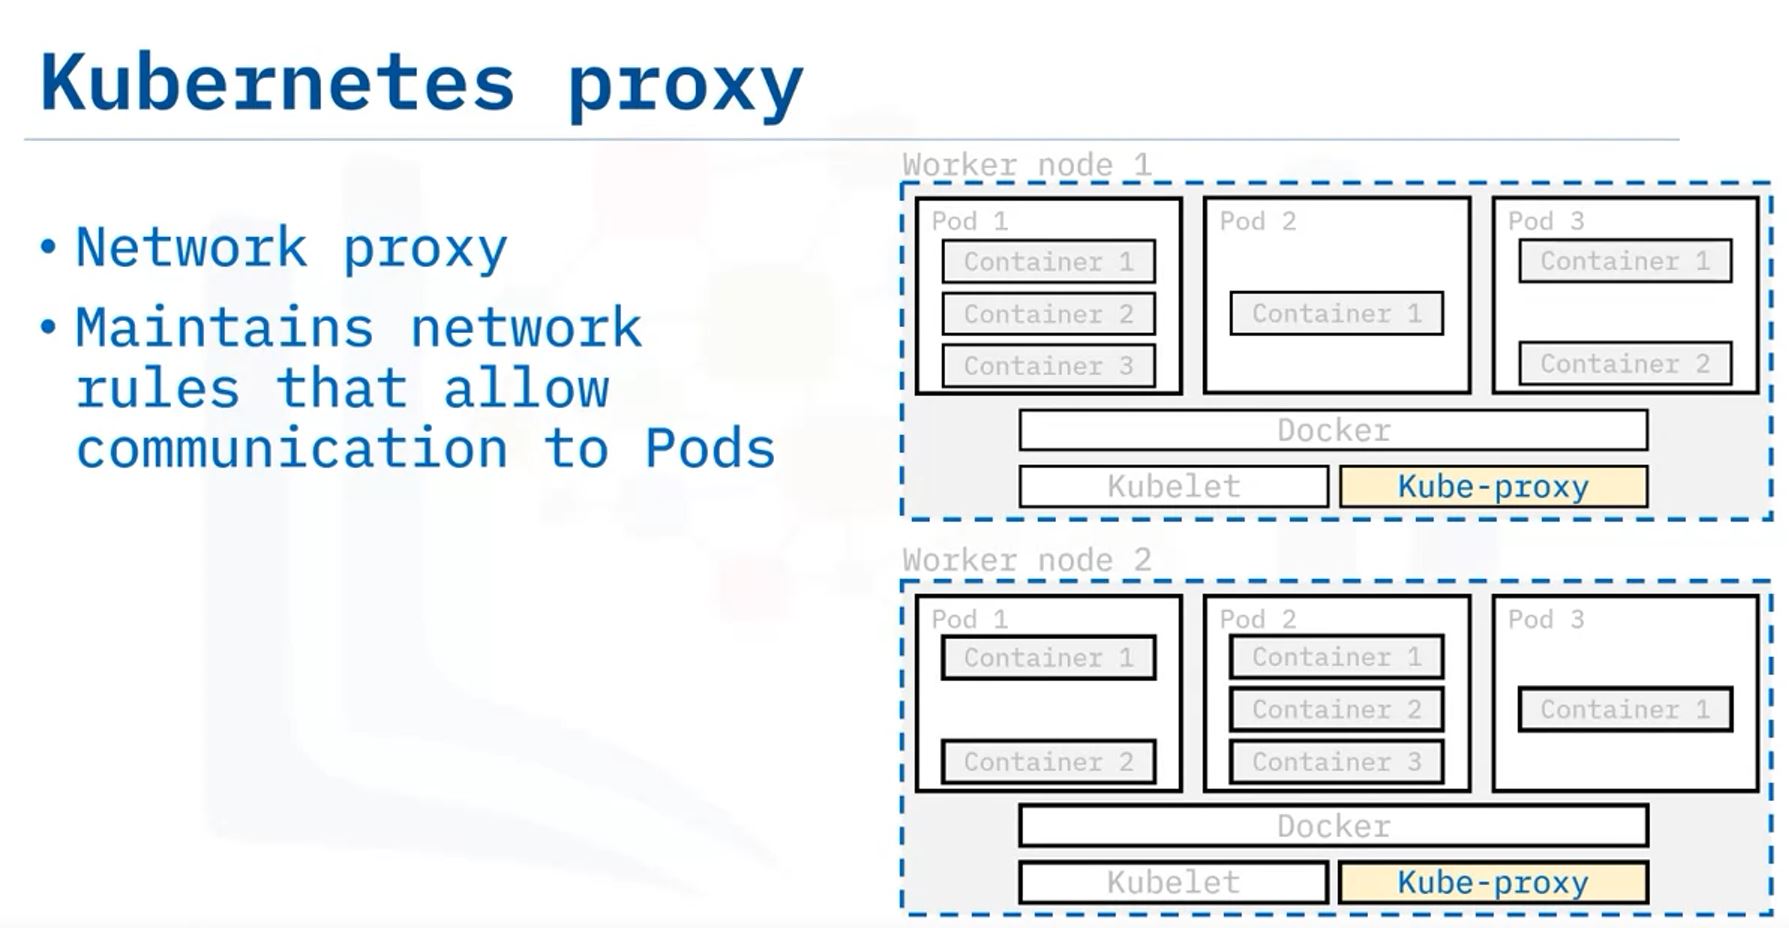 Kubernetes proxy
• Network proxy
• Maintains network
rules that allow
communication to Pods
Worker node 1
Pod 1
Container 1
Container 2
Container 3
Pod 2
Container 1
Pod 3
Container 1
Container 2
Docker
Kubelet
Kube-proxy
Worker node 2
Pod 1
Container 1
Container 2
Pod 2
Container 1
Container 2
Container 3
Pod 3
Container 1
Docker
Kubelet
Kube-proxy